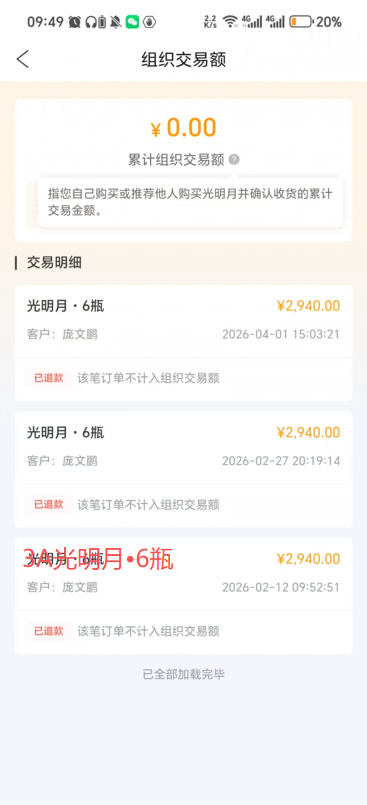 09:49 2.2 K/s 4G 4G 20%
组织交易额
¥ 0.00
累计组织交易额 ?
指您自己购买或推荐他人购买光明月并确认收货的累计
交易金额。
交易明细
光明月·6瓶 ¥2,940.00
客户：庞文鹏 2026-04-01 15:03:21
已退款 该笔订单不计入组织交易额
光明月·6瓶 ¥2,940.00
客户：庞文鹏 2026-02-27 20:19:14
已退款 该笔订单不计入组织交易额
光明月·6瓶 ¥2,940.00
3A光明月•6瓶
客户：庞文鹏 2026-02-12 09:52:51
已退款 该笔订单不计入组织交易额
已全部加载完毕